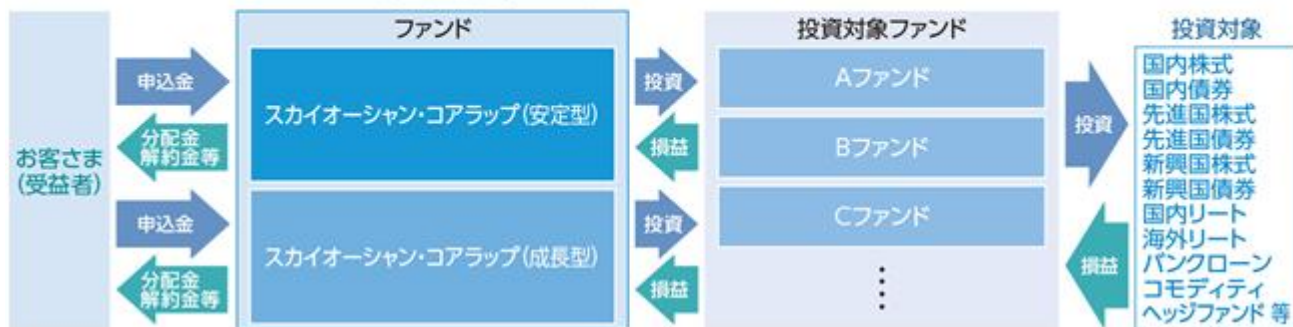 お客さま
(受益者)
申込金
分配金
解約金等
申込金
分配金
解約金等
ファンド
スカイオーシャン・コアラップ(安定型)
スカイオーシャン・コアラップ(成長型)
投資
損益
投資
損益
投資対象ファンド
Aファンド
Bファンド
Cファンド
⋮
投資
損益
投資対象
国内株式
国内債券
先進国株式
先進国債券
新興国株式
新興国債券
国内リート
海外リート
バンクローン
コモディティ
ヘッジファンド 等